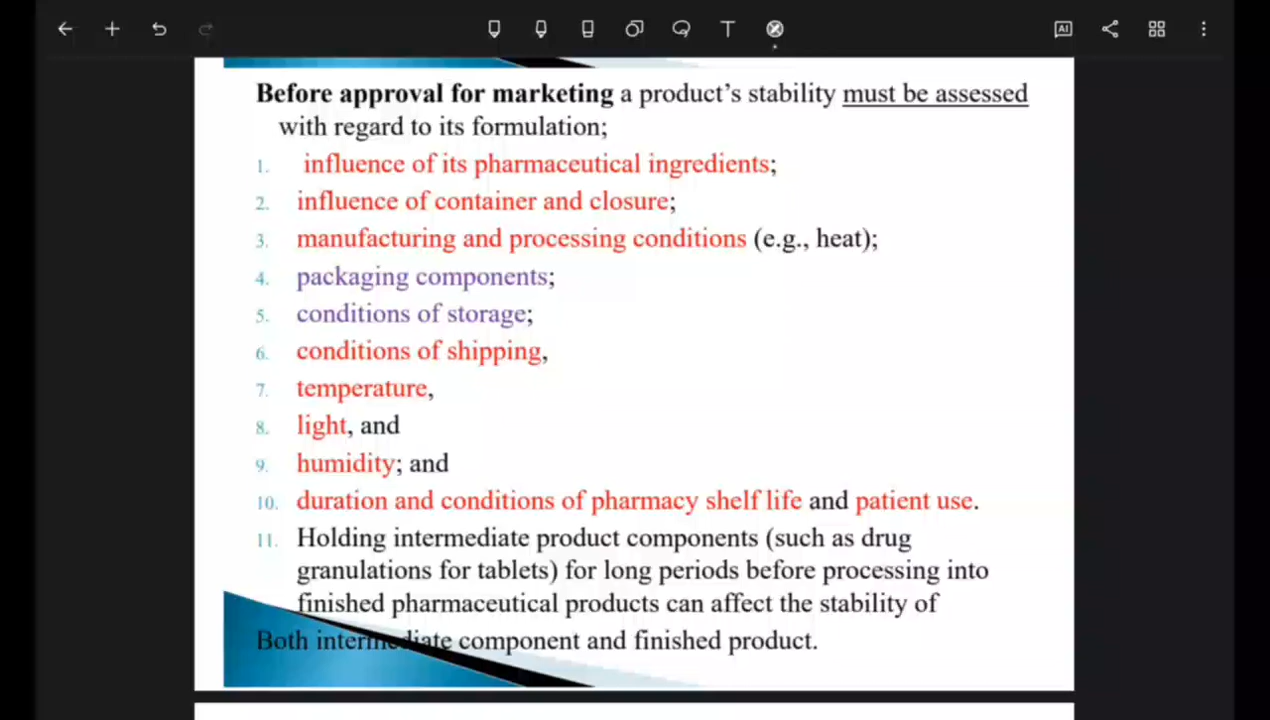 AI
T
Before approval for marketing a product's stability must be assessed
with regard to its formulation;
1. influence of its pharmaceutical ingredients;
2. influence of container and closure;
3. manufacturing and processing conditions (e.g., heat);
4. packaging components;
5. conditions of storage;
6. conditions of shipping,
7. temperature,
8. light, and
9. humidity; and
10. duration and conditions of pharmacy shelf life and patient use.
11. Holding intermediate product components (such as drug
granulations for tablets) for long periods before processing into
finished pharmaceutical products can affect the stability of
Both intermediate component and finished product.